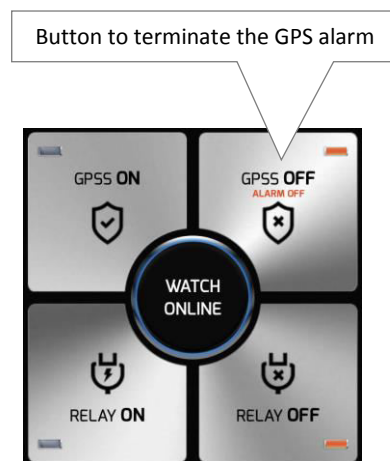 Button to terminate the GPS alarm
GPSS ON
GPSS OFF
ALARM OFF
WATCH
ONLINE
RELAY ON
RELAY OFF